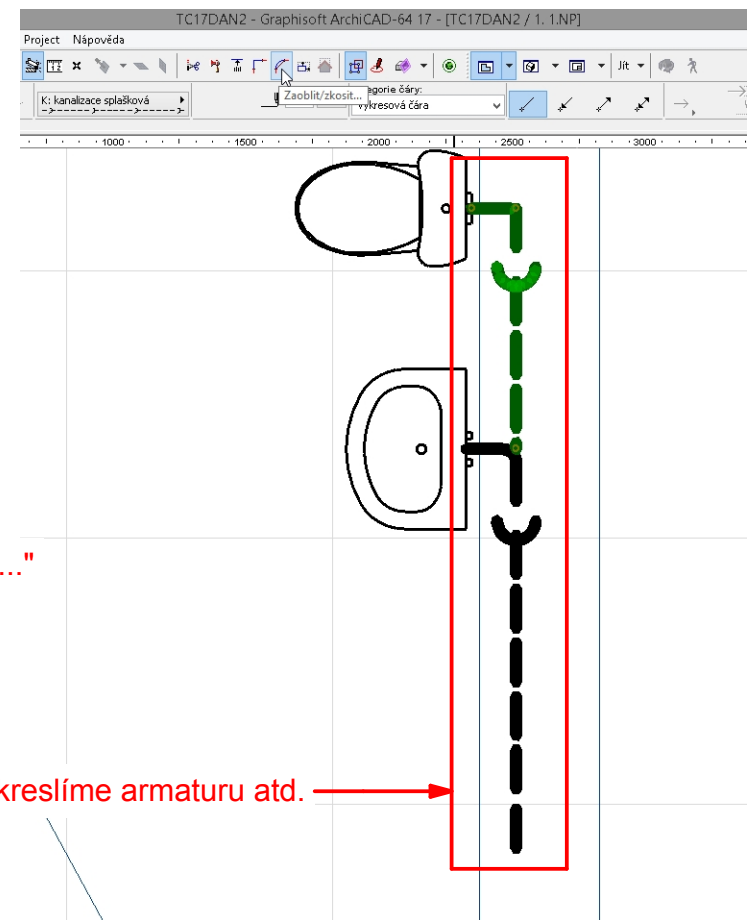 TC17DAN2 - Graphisoft ArchiCAD-64 17 - [TC17DAN2 / 1. 1.NP]
Project Nápověda
Jít
K: kanalizace splašková
Zaoblit/zkosit...
egorie čáry:
Výkresová čára
1000 1500 2000 2500 3000
..."
kreslíme armaturu atd.